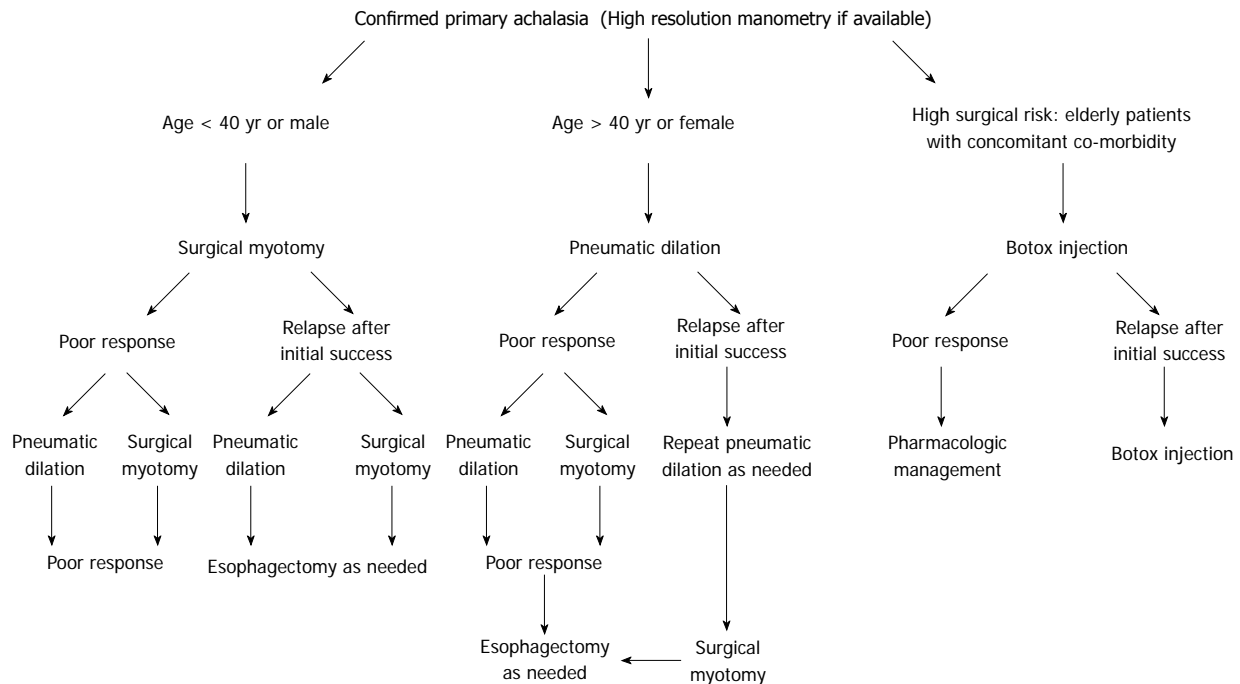 Confirmed primary achalasia (High resolution manometry if available)
Age < 40 yr or male
Age > 40 yr or female
High surgical risk: elderly patients
with concomitant co-morbidity
Surgical myotomy
Pneumatic dilation
Botox injection
Poor response
Relapse after
initial success
Poor response
Relapse after
initial success
Poor response
Relapse after
initial success
Pneumatic
dilation
Surgical
myotomy
Pneumatic
dilation
Surgical
myotomy
Pneumatic
dilation
Surgical
myotomy
Repeat pneumatic
dilation as needed
Pharmacologic
management
Botox injection
Poor response
Esophagectomy as needed
Poor response
Esophagectomy
as needed
Surgical
myotomy